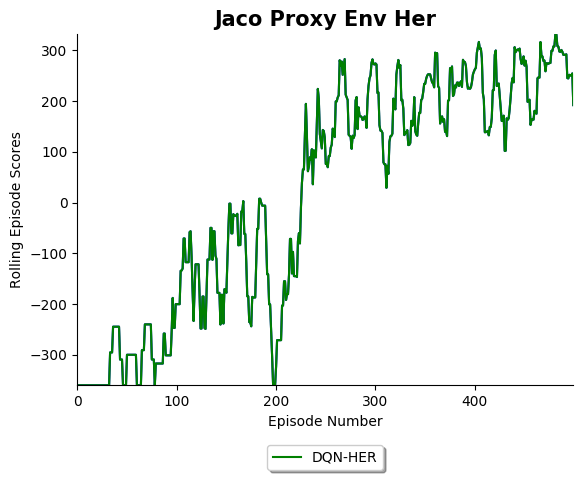 Jaco Proxy Env Her
Rolling Episode Scores
300
200
100
0
−100
−200
−300
0 100 200 300 400
Episode Number
DQN-HER